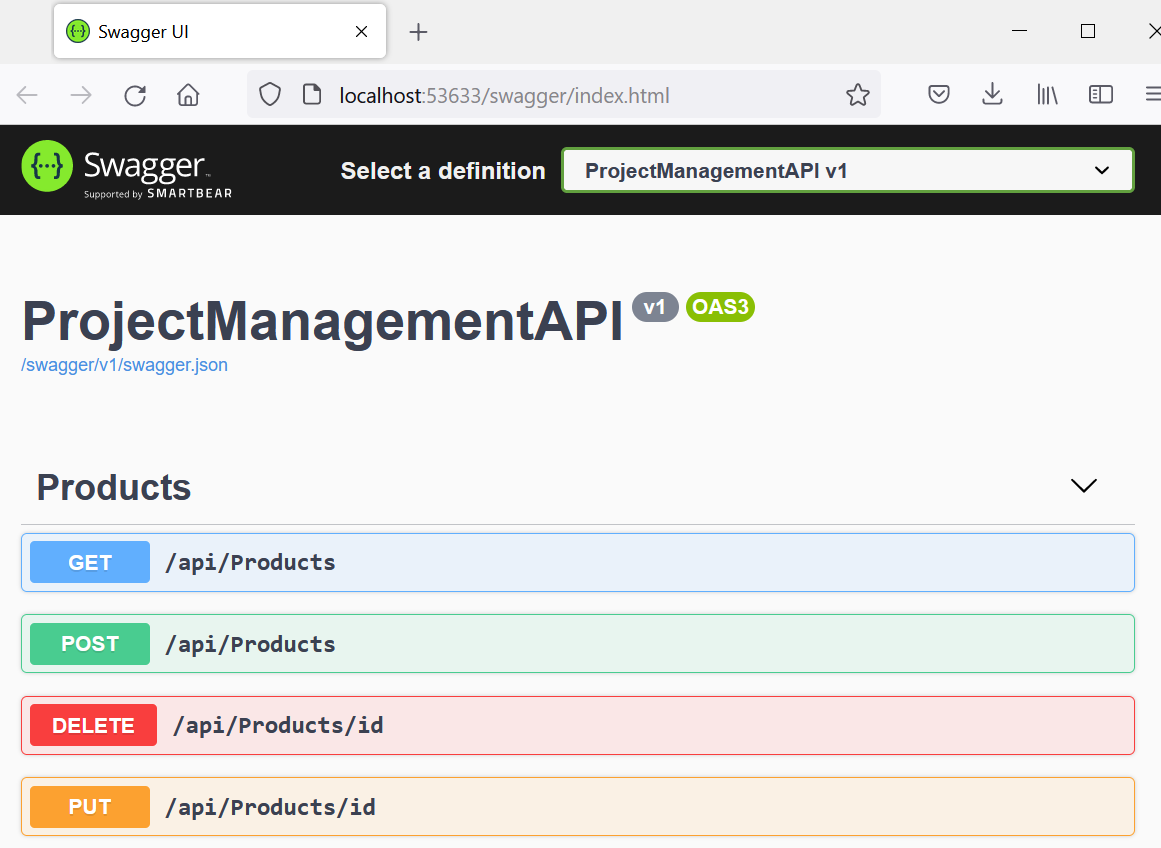 Swagger UI
localhost:53633/swagger/index.html
Swagger™
Supported by SMARTBEAR
Select a definition
ProjectManagementAPI v1
ProjectManagementAPI v1 OAS3
/swagger/v1/swagger.json
Products
GET /api/Products
POST /api/Products
DELETE /api/Products/id
PUT /api/Products/id